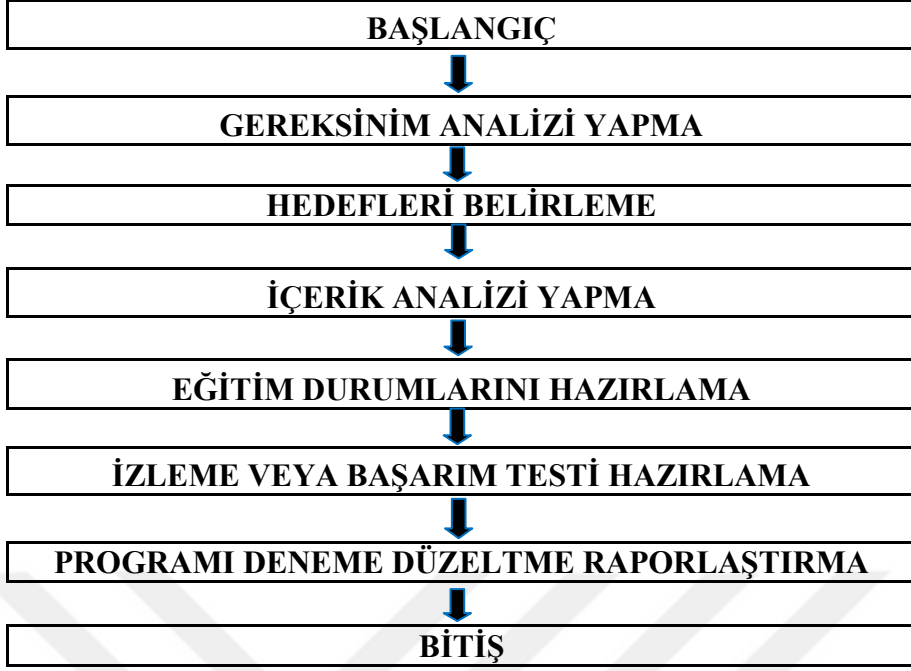 BAŞLANGIÇ
GEREKSİNİM ANALİZİ YAPMA
HEDEFLERİ BELİRLEME
İÇERİK ANALİZİ YAPMA
EĞİTİM DURUMLARINI HAZIRLAMA
İZLEME VEYA BAŞARIM TESTİ HAZIRLAMA
PROGRAMI DENEME DÜZELTME RAPORLAŞTIRMA
BİTİŞ